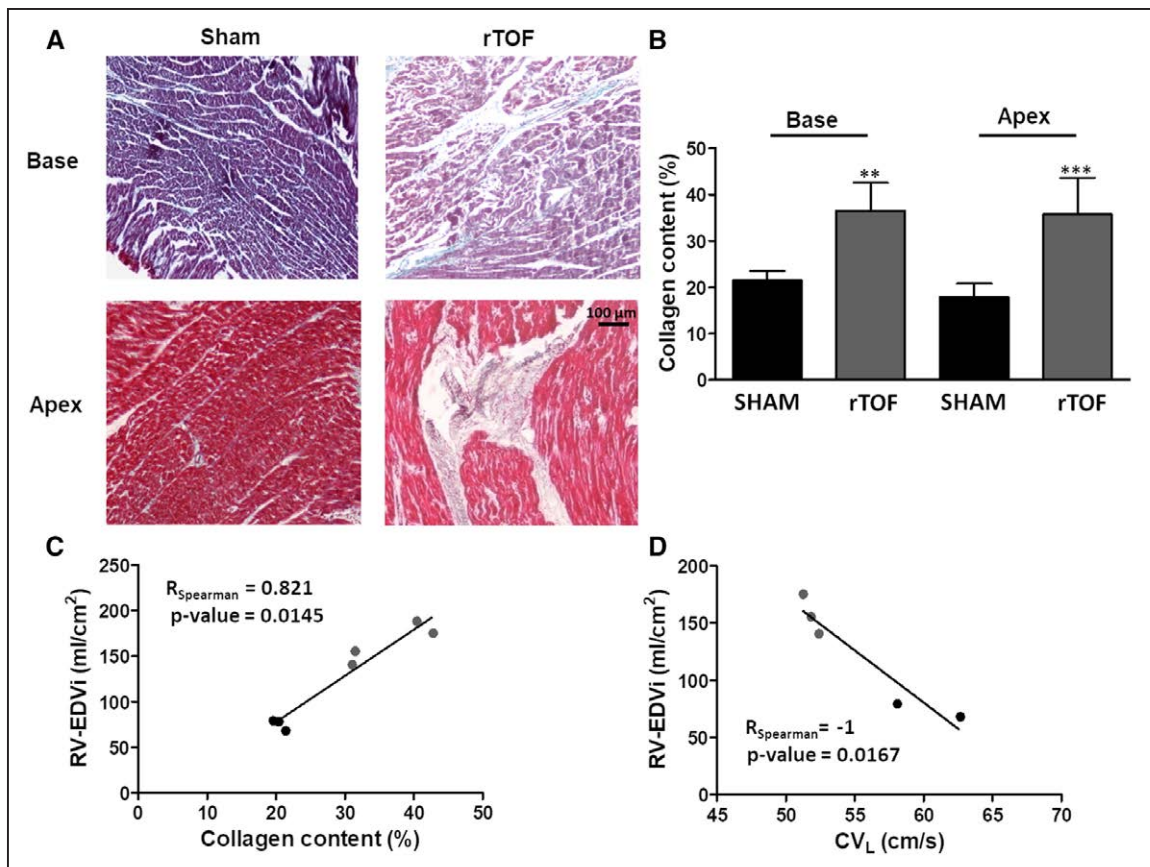 A
Sham
rTOF
Base
Apex
100 µm
B
Base
Apex
**
***
Collagen content (%)
50
40
30
20
10
0
SHAM
rTOF
SHAM
rTOF
C
RSpearman = 0.821
p-value = 0.0145
RV-EDVi (ml/cm²)
250
200
150
100
50
0
0
10
20
30
40
50
Collagen content (%)
D
RSpearman = -1
p-value = 0.0167
RV-EDVi (ml/cm²)
200
150
100
50
0
45
50
55
60
65
70
CVL (cm/s)